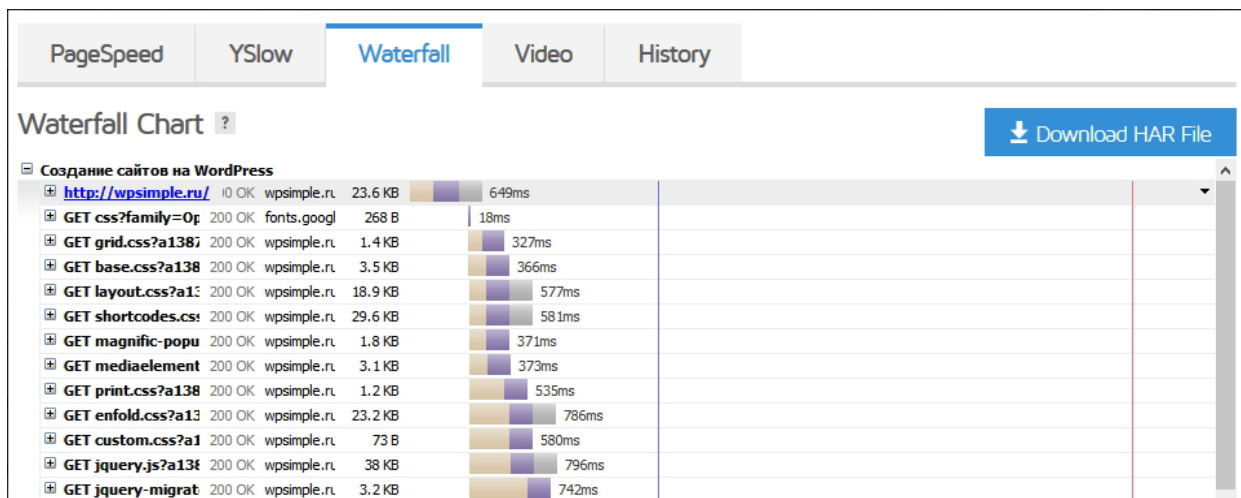 PageSpeed YSlow Waterfall Video History
Waterfall Chart ?
Download HAR File
Создание сайтов на WordPress
http://wpsimple.ru/ 0 OK wpsimple.ru 23.6 KB 649ms
GET css?family=Op 200 OK fonts.googl 268 B 18ms
GET grid.css?a1387 200 OK wpsimple.ru 1.4 KB 327ms
GET base.css?a138 200 OK wpsimple.ru 3.5 KB 366ms
GET layout.css?a13 200 OK wpsimple.ru 18.9 KB 577ms
GET shortcodes.css 200 OK wpsimple.ru 29.6 KB 581ms
GET magnific-popu 200 OK wpsimple.ru 1.8 KB 371ms
GET mediaelement 200 OK wpsimple.ru 3.1 KB 373ms
GET print.css?a138 200 OK wpsimple.ru 1.2 KB 535ms
GET enfold.css?a13 200 OK wpsimple.ru 23.2 KB 786ms
GET custom.css?a1 200 OK wpsimple.ru 73 B 580ms
GET jquery.js?a138 200 OK wpsimple.ru 38 KB 796ms
GET jquery-migrat 200 OK wpsimple.ru 3.2 KB 742ms